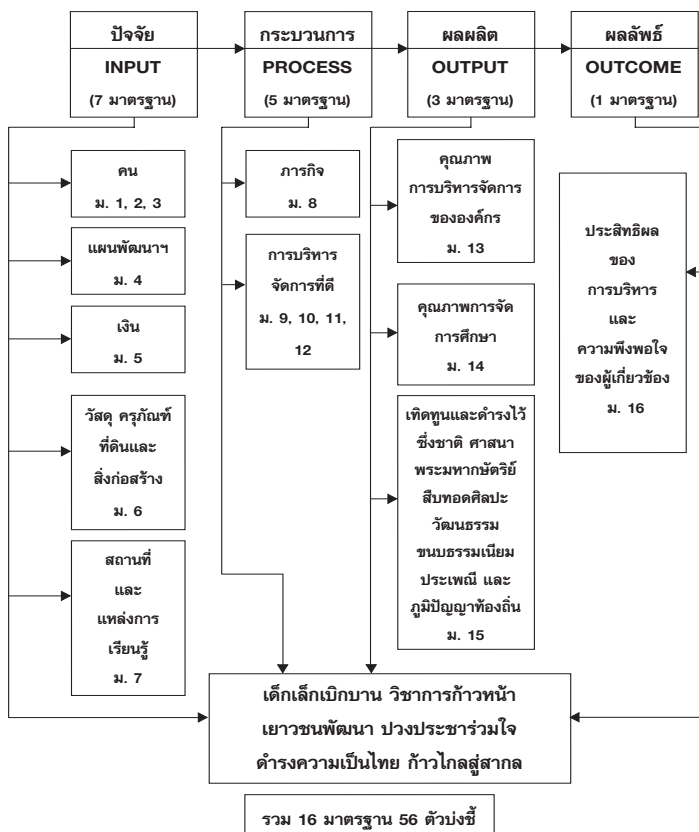 ปัจจัย
INPUT
(7 มาตรฐาน)
กระบวนการ
PROCESS
(5 มาตรฐาน)
ผลผลิต
OUTPUT
(3 มาตรฐาน)
ผลลัพธ์
OUTCOME
(1 มาตรฐาน)
คน
ม. 1, 2, 3
แผนพัฒนาฯ
ม. 4
เงิน
ม. 5
วัสดุ ครุภัณฑ์
ที่ดินและ
สิ่งก่อสร้าง
ม. 6
สถานที่
และ
แหล่งการ
เรียนรู้
ม. 7
ภารกิจ
ม. 8
การบริหาร
จัดการที่ดี
ม. 9, 10, 11,
12
คุณภาพ
การบริหารจัดการ
ขององค์กร
ม. 13
คุณภาพการจัด
การศึกษา
ม. 14
เทิดทูนและดำรงไว้
ซึ่งชาติ ศาสนา
พระมหากษัตริย์
สืบทอดศิลปะ
วัฒนธรรม
ขนบธรรมเนียม
ประเพณี และ
ภูมิปัญญาท้องถิ่น
ม. 15
ประสิทธิผล
ของ
การบริหาร
และ
ความพึงพอใจ
ของผู้เกี่ยวข้อง
ม. 16
เด็กเล็กเบิกบาน วิชาการก้าวหน้า
เยาวชนพัฒนา ปวงประชาร่วมใจ
ดำรงความเป็นไทย ก้าวไกลสู่สากล
รวม 16 มาตรฐาน 56 ตัวบ่งชี้